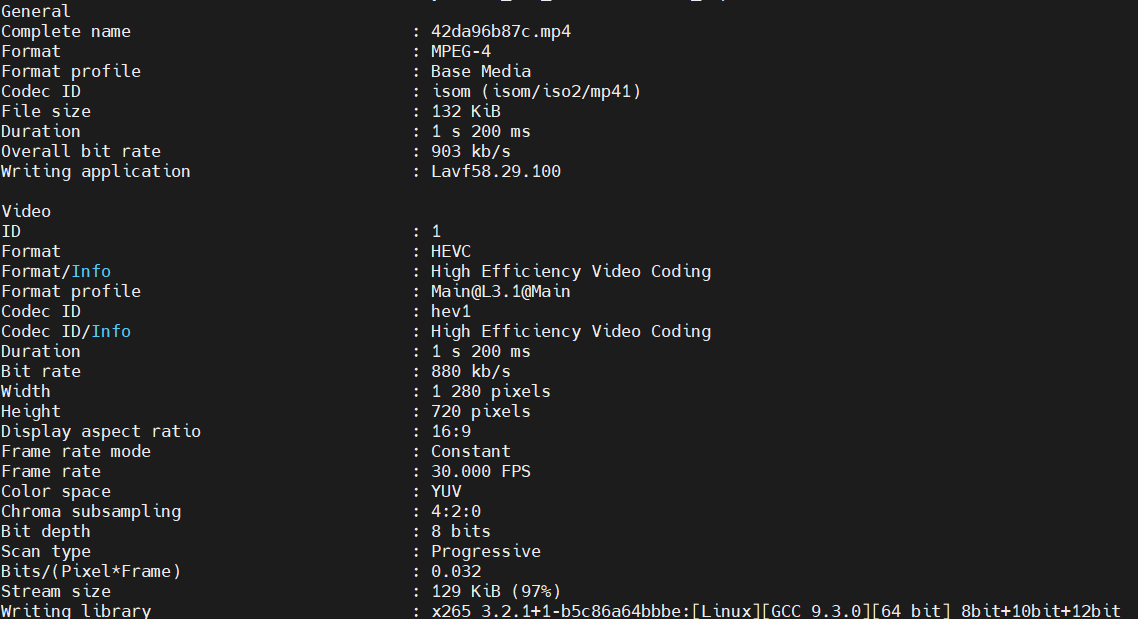 General
Complete name : 42da96b87c.mp4
Format : MPEG-4
Format profile : Base Media
Codec ID : isom (isom/iso2/mp41)
File size : 132 KiB
Duration : 1 s 200 ms
Overall bit rate : 903 kb/s
Writing application : Lavf58.29.100
Video
ID : 1
Format : HEVC
Format/Info : High Efficiency Video Coding
Format profile : Main@L3.1@Main
Codec ID : hev1
Codec ID/Info : High Efficiency Video Coding
Duration : 1 s 200 ms
Bit rate : 880 kb/s
Width : 1 280 pixels
Height : 720 pixels
Display aspect ratio : 16:9
Frame rate mode : Constant
Frame rate : 30.000 FPS
Color space : YUV
Chroma subsampling : 4:2:0
Bit depth : 8 bits
Scan type : Progressive
Bits/(Pixel*Frame) : 0.032
Stream size : 129 KiB (97%)
Writing library : x265 3.2.1+1-b5c86a64bbbe:[Linux][GCC 9.3.0][64 bit] 8bit+10bit+12bit